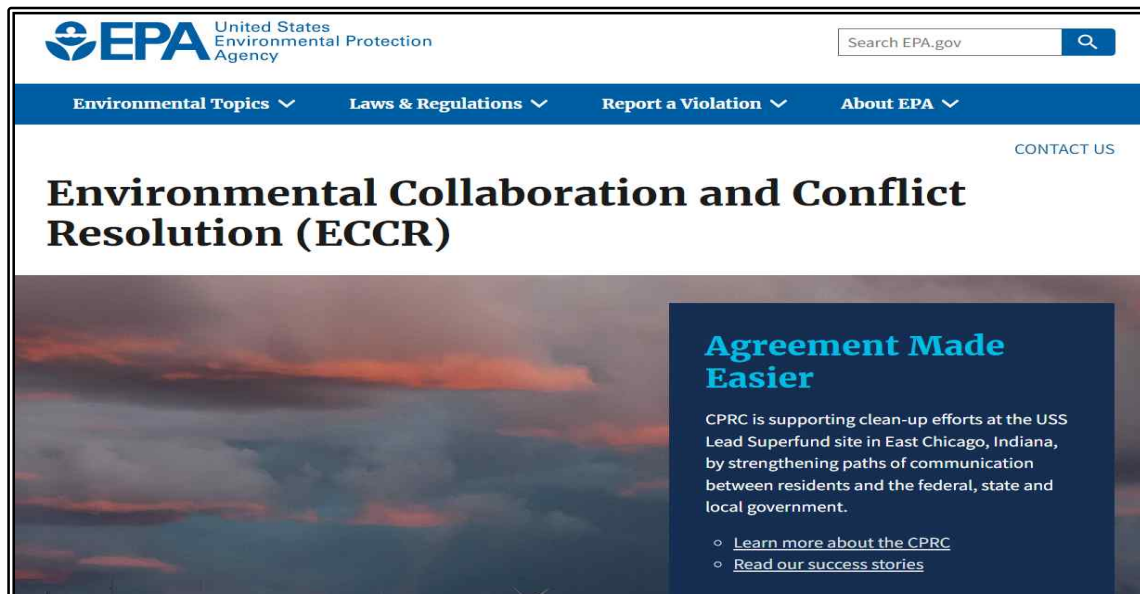 EPA
United States
Environmental Protection
Agency
Search EPA.gov
Environmental Topics
Laws & Regulations
Report a Violation
About EPA
CONTACT US
Environmental Collaboration and Conflict
Resolution (ECCR)
Agreement Made
Easier
CPRC is supporting clean-up efforts at the USS
Lead Superfund site in East Chicago, Indiana,
by strengthening paths of communication
between residents and the federal, state and
local government.
Learn more about the CPRC
Read our success stories